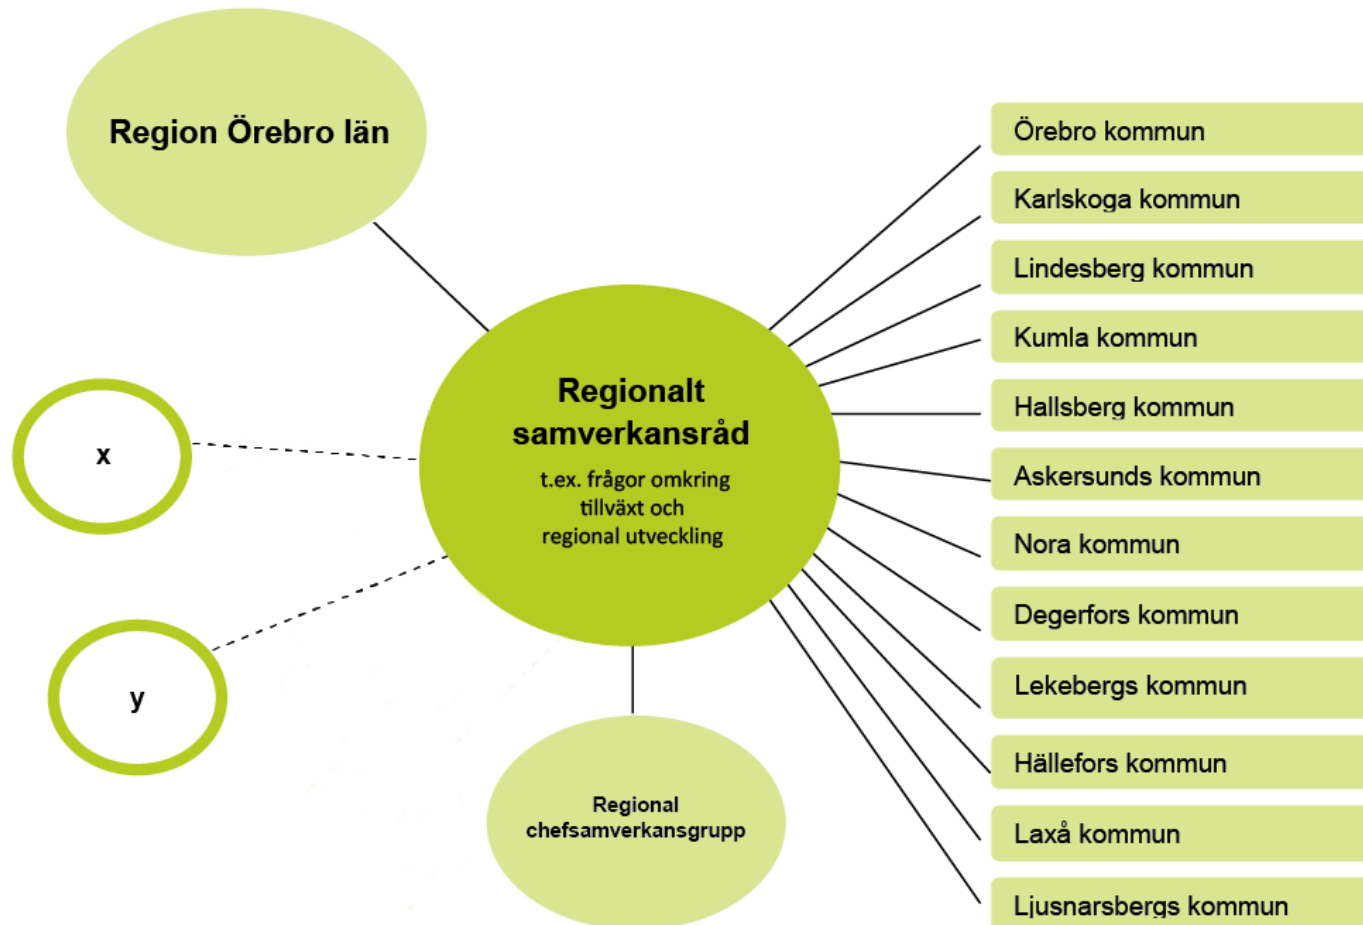 Region Örebro län
Regionalt
samverkansråd
t.ex. frågor omkring
tillväxt och
regional utveckling
x
y
Regional
chefsamverkansgrupp
Örebro kommun
Karlskoga kommun
Lindesberg kommun
Kumla kommun
Hallsberg kommun
Askersunds kommun
Nora kommun
Degerfors kommun
Lekebergs kommun
Hällefors kommun
Laxå kommun
Ljusnarsbergs kommun